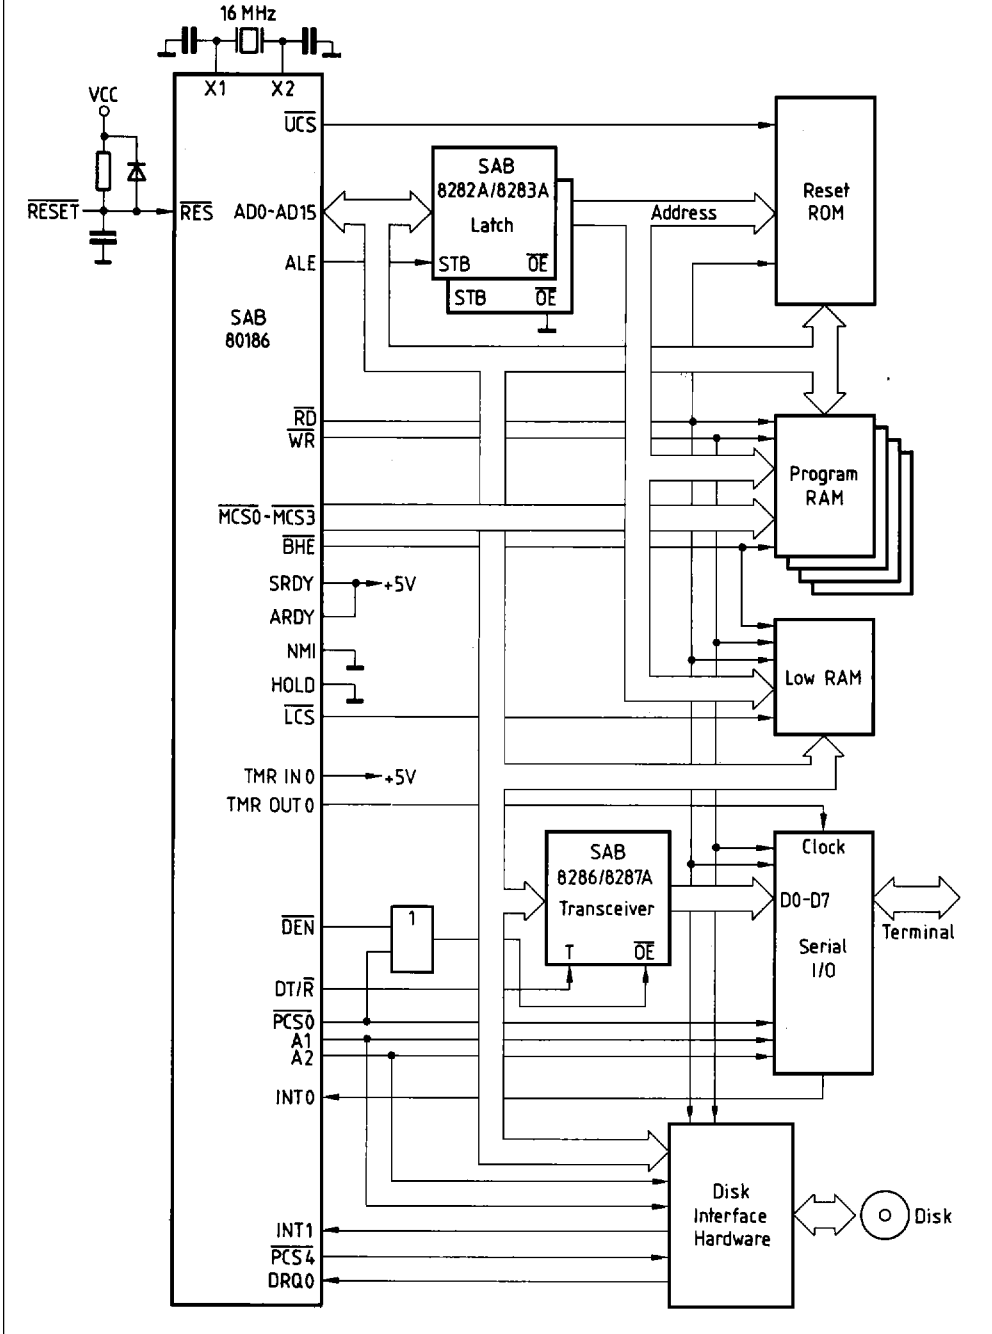 16 MHz
X1 X2
VCC
UCS
SAB
8282A/8283A
Latch
STB OE
STB OE
Address
Reset
ROM
RESET
RES
AD0-AD15
ALE
SAB
80186
RD
WR
Program
RAM
MCS0-MCS3
BHE
SRDY
+5V
ARDY
NMI
HOLD
LCS
Low RAM
TMR IN 0
+5V
TMR OUT 0
SAB
8286/8287A
Transceiver
T OE
Clock
D0-D7
Serial
I/O
Terminal
DEN
1
DT/R
PCS0
A1
A2
INT0
Disk
Interface
Hardware
Disk
INT1
PCS4
DRQ0